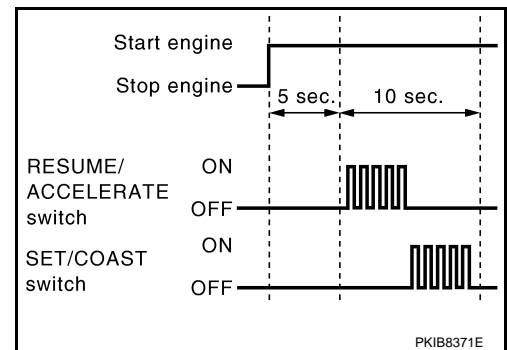 Start engine
Stop engine
5 sec. 10 sec.
RESUME/ ON
ACCELERATE
switch OFF
ON
SET/COAST
switch OFF
PKIB8371E